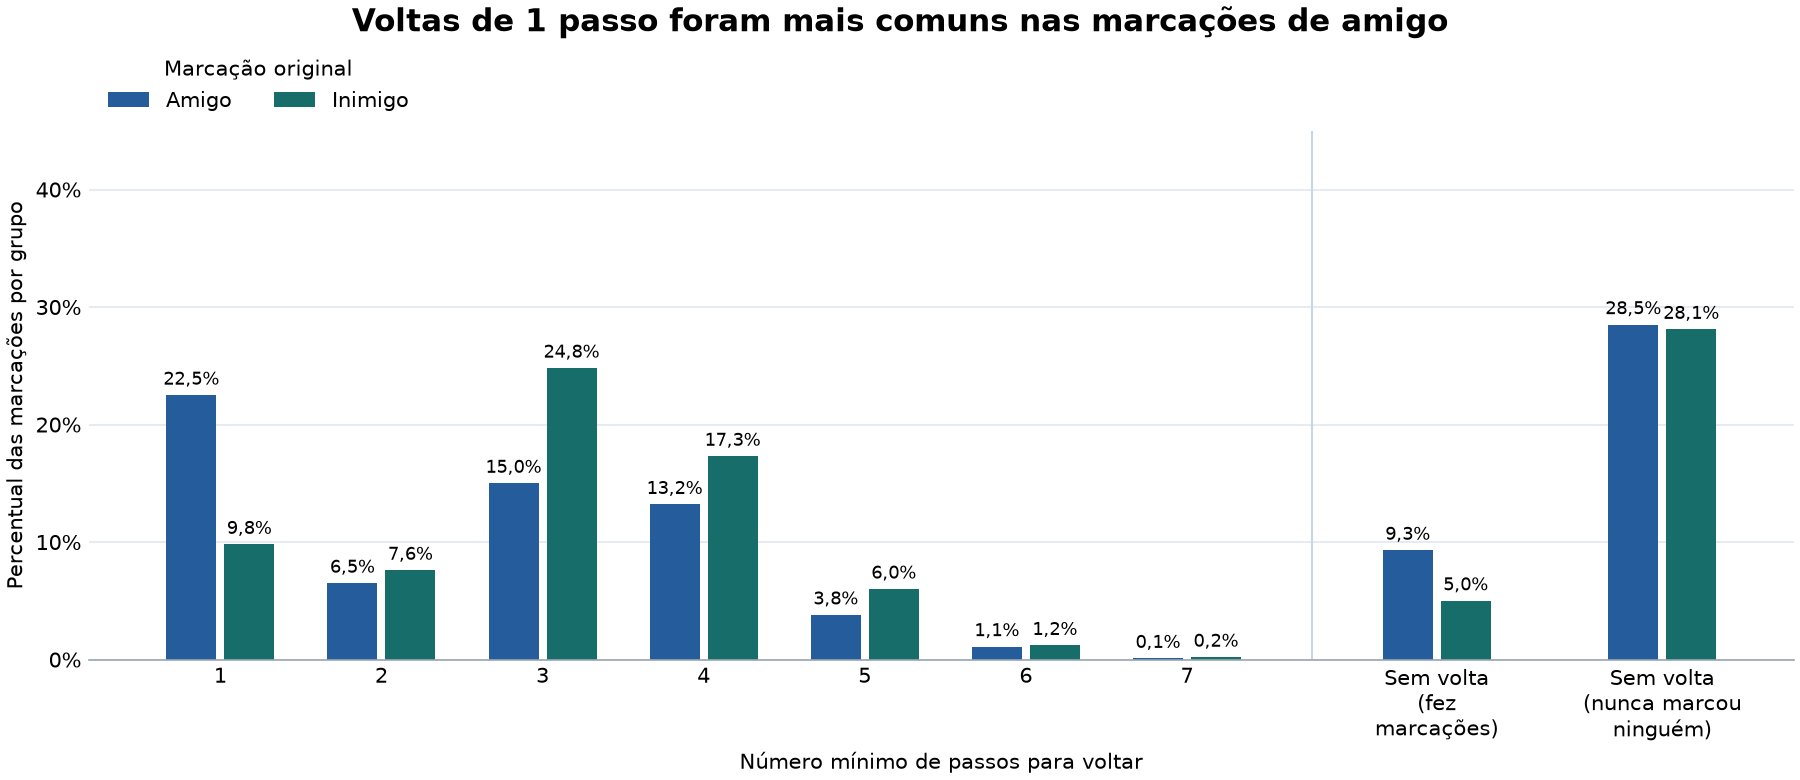 Voltas de 1 passo foram mais comuns nas marcações de amigo
Marcação original
Amigo Inimigo
Percentual das marcações por grupo
40%
30%
20%
10%
0%
22,5% 9,8%
6,5% 7,6%
15,0% 24,8%
13,2% 17,3%
3,8% 6,0%
1,1% 1,2%
0,1% 0,2%
9,3% 5,0%
28,5% 28,1%
1 2 3 4 5 6 7
Sem volta
(fez
marcações)
Sem volta
(nunca marcou
ninguém)
Número mínimo de passos para voltar